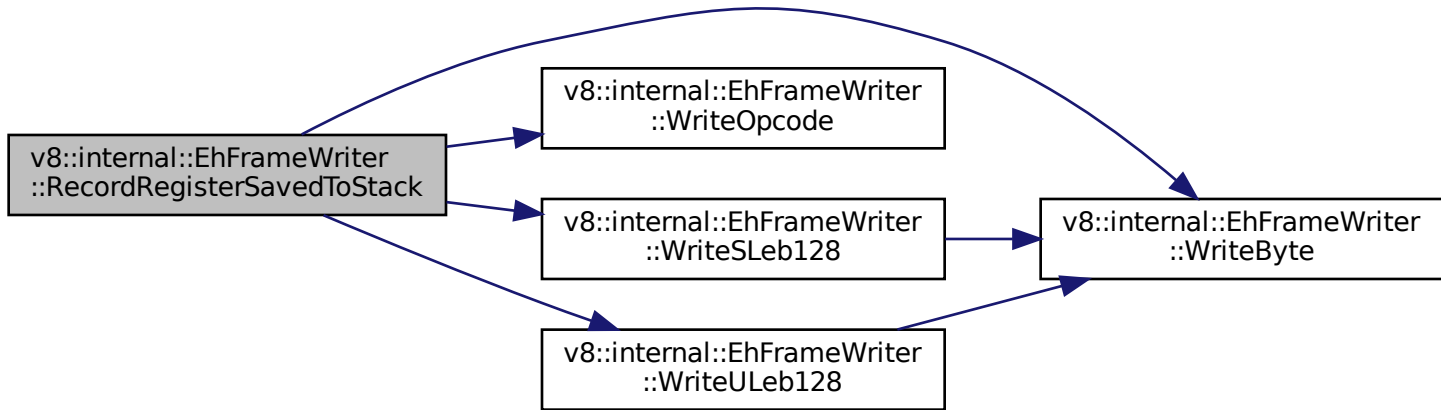 v8::internal::EhFrameWriter
::RecordRegisterSavedToStack
v8::internal::EhFrameWriter
::WriteOpcode
v8::internal::EhFrameWriter
::WriteSLeb128
v8::internal::EhFrameWriter
::WriteULeb128
v8::internal::EhFrameWriter
::WriteByte